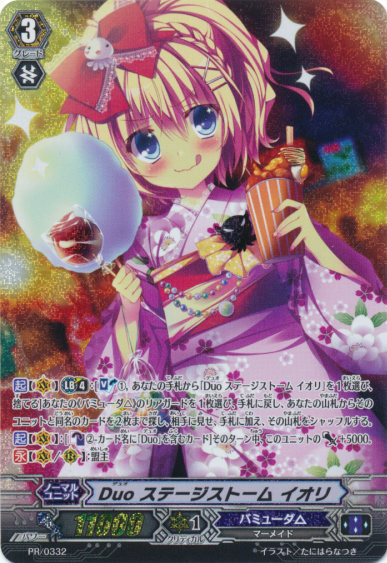 3
グレード
起【V】LB4:[V ①, あなたの手札から「Duo ステージストーム イオリ」を1枚選び,
捨てる]あなたの《バミューダ△》のリアガードを1枚選び、手札に戻し、あなたの山札からその
ユニットと同名のカードを2枚まで探し、相手に見せ、手札に加え、その山札をシャッフルする。
起【V】:[②-カード名に「Duo」を含むカード]そのターン中、このユニットの+5000。
永【V/R】:盟主
ノーマル
ユニット
デュオ
Duo ステージストーム イオリ
パワー
11000
1
クリティカル
バミューダ△
マーメイド
PR/0332
イラスト/たにはらなつき